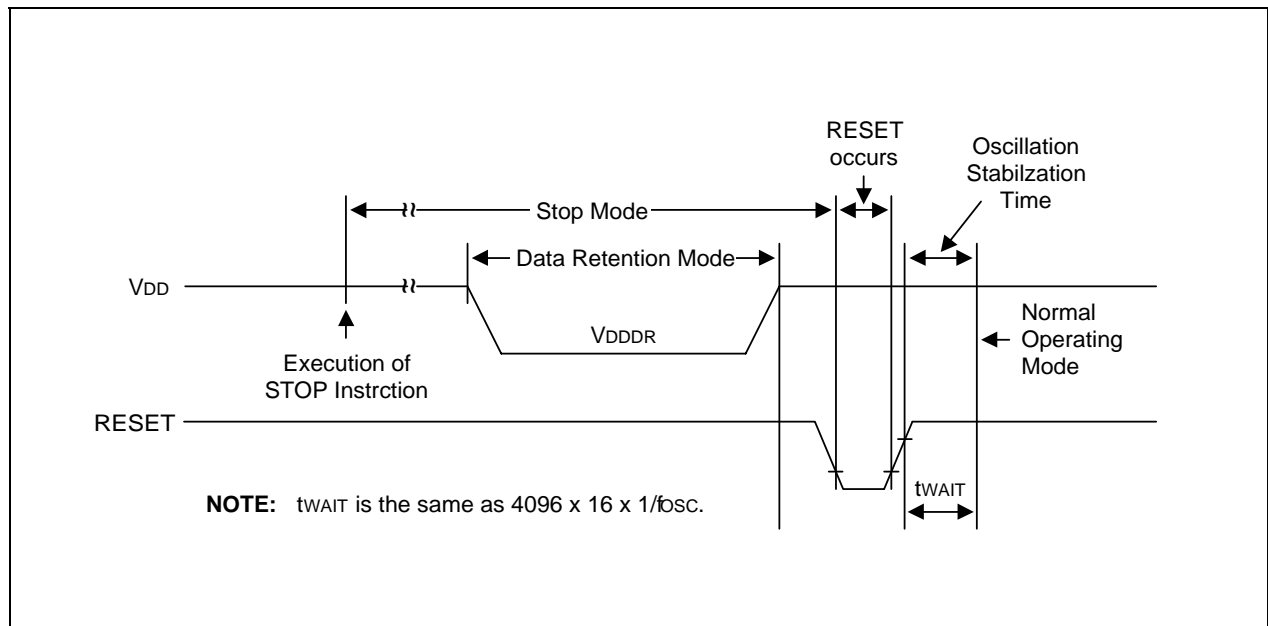 RESET
occurs
Oscillation
Stabilzation
Time
Stop Mode
Data Retention Mode
VDD
VDDDR
Normal
Operating
Mode
Execution of
STOP Instrction
RESET
tWAIT
NOTE: tWAIT is the same as 4096 x 16 x 1/fOSC.